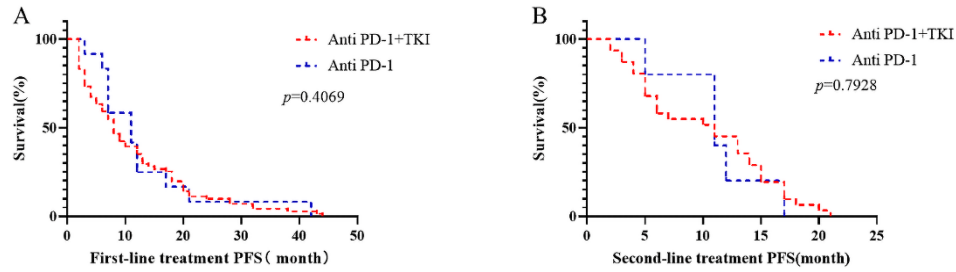 A
Anti PD-1+TKI
Anti PD-1
p=0.4069
Survival(%)
100
50
0
0 10 20 30 40 50
First-line treatment PFS( month)
B
Anti PD-1+TKI
Anti PD-1
p=0.7928
Survival(%)
100
50
0
0 5 10 15 20 25
Second-line treatment PFS(month)